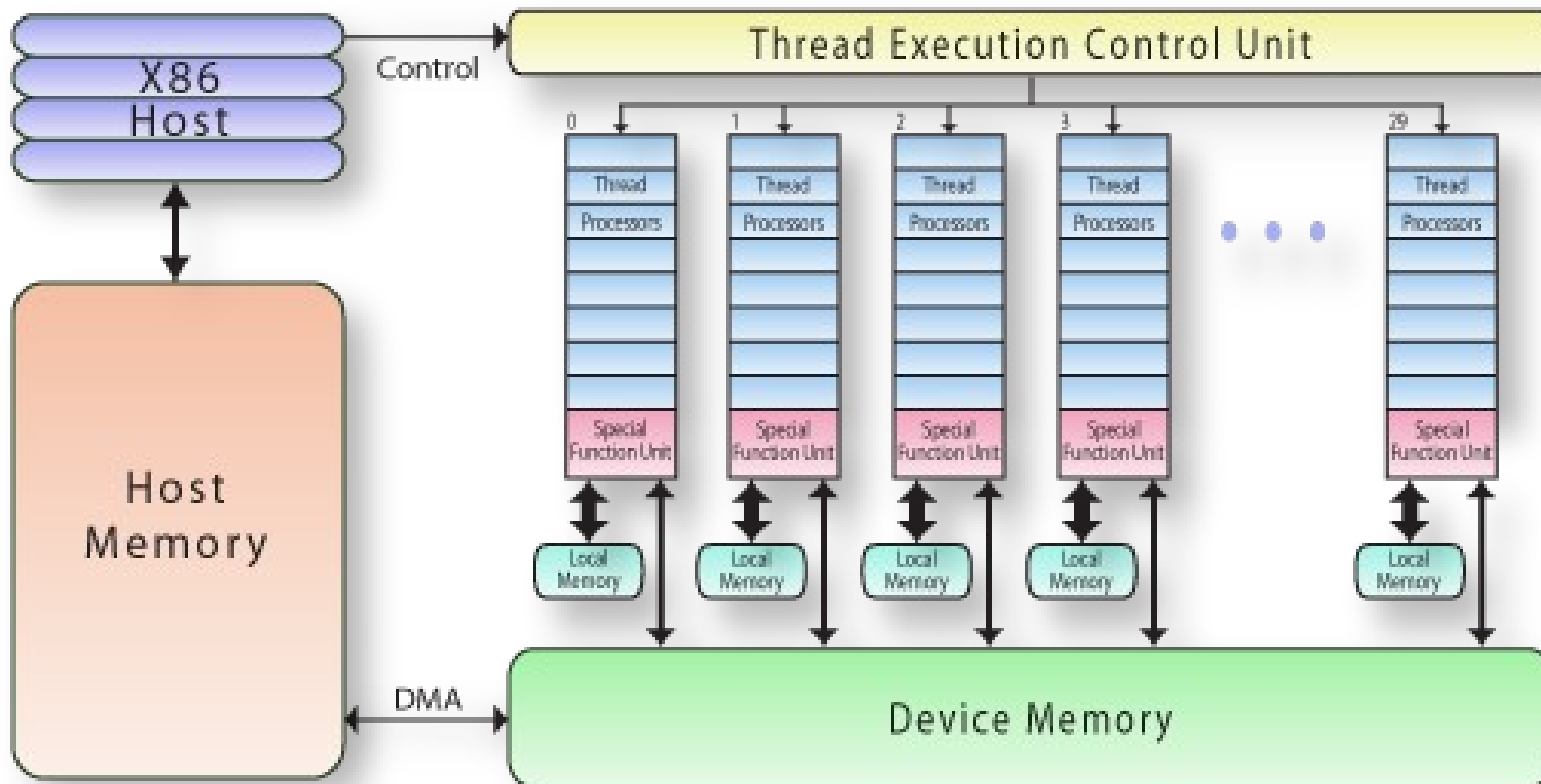 X86
Host
Control
Thread Execution Control Unit
0
1
2
3
29
Thread
Processors
Thread
Processors
Thread
Processors
Thread
Processors
Thread
Processors
Special
Function Unit
Special
Function Unit
Special
Function Unit
Special
Function Unit
Special
Function Unit
Local
Memory
Local
Memory
Local
Memory
Local
Memory
Local
Memory
Host
Memory
DMA
Device Memory